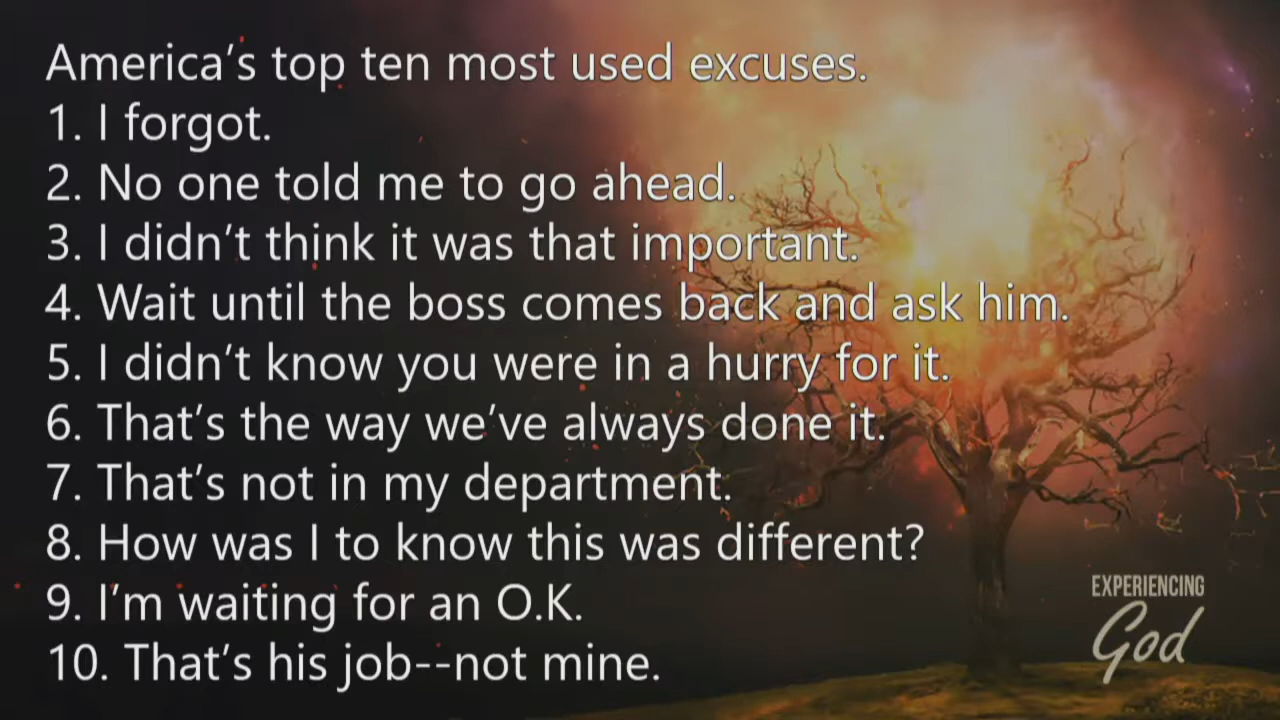 America’s top ten most used excuses.
1. I forgot.
2. No one told me to go ahead.
3. I didn’t think it was that important.
4. Wait until the boss comes back and ask him.
5. I didn’t know you were in a hurry for it.
6. That’s the way we’ve always done it.
7. That’s not in my department.
8. How was I to know this was different?
9. I’m waiting for an O.K.
10. That’s his job--not mine.
EXPERIENCING
God